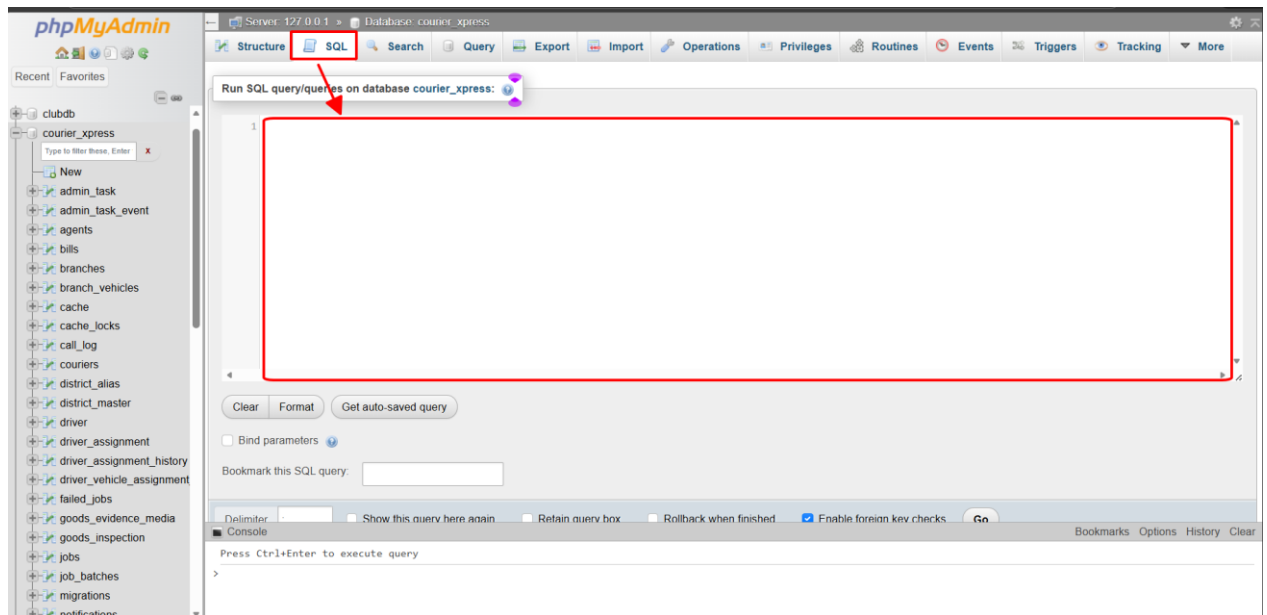 phpMyAdmin
Recent Favorites
clubdb
courier_xpress
Type to filter these, Enter X
New
admin_task
admin_task_event
agents
bills
branches
branch_vehicles
cache
cache_locks
call_log
couriers
district_alias
district_master
driver
driver_assignment
driver_assignment_history
driver_vehicle_assignment
failed_jobs
goods_evidence_media
goods_inspection
jobs
job_batches
migrations
notifications
Server: 127.0.0.1 » Database: courier_xpress
Structure SQL Search Query Export Import Operations Privileges Routines Events Triggers Tracking More
Run SQL query/queries on database courier_xpress:
1
Clear Format Get auto-saved query
Bind parameters
Bookmark this SQL query:
Delimiter ; Show this query here again Retain query box Rollback when finished Enable foreign key checks Go
Console Bookmarks Options History Clear
Press Ctrl+Enter to execute query
>